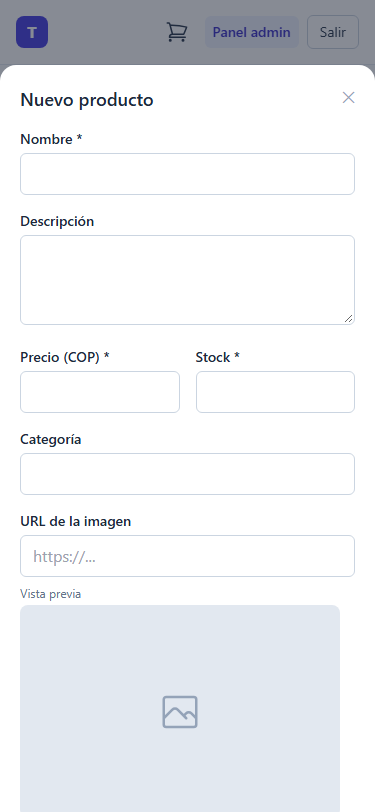 T
Panel admin
Salir
Nuevo producto
Nombre *
Descripción
Precio (COP) *
Stock *
Categoría
URL de la imagen
https://...
Vista previa